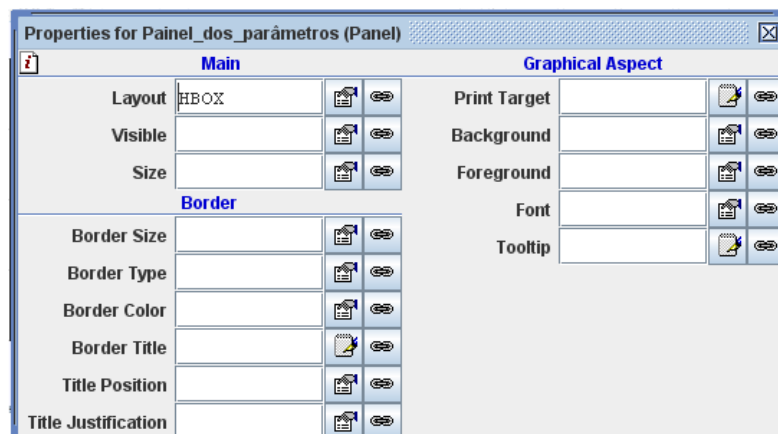 Properties for Painel_dos_parâmetros (Panel)
Main
Layout HBOX
Visible
Size
Border
Border Size
Border Type
Border Color
Border Title
Title Position
Title Justification
Graphical Aspect
Print Target
Background
Foreground
Font
Tooltip